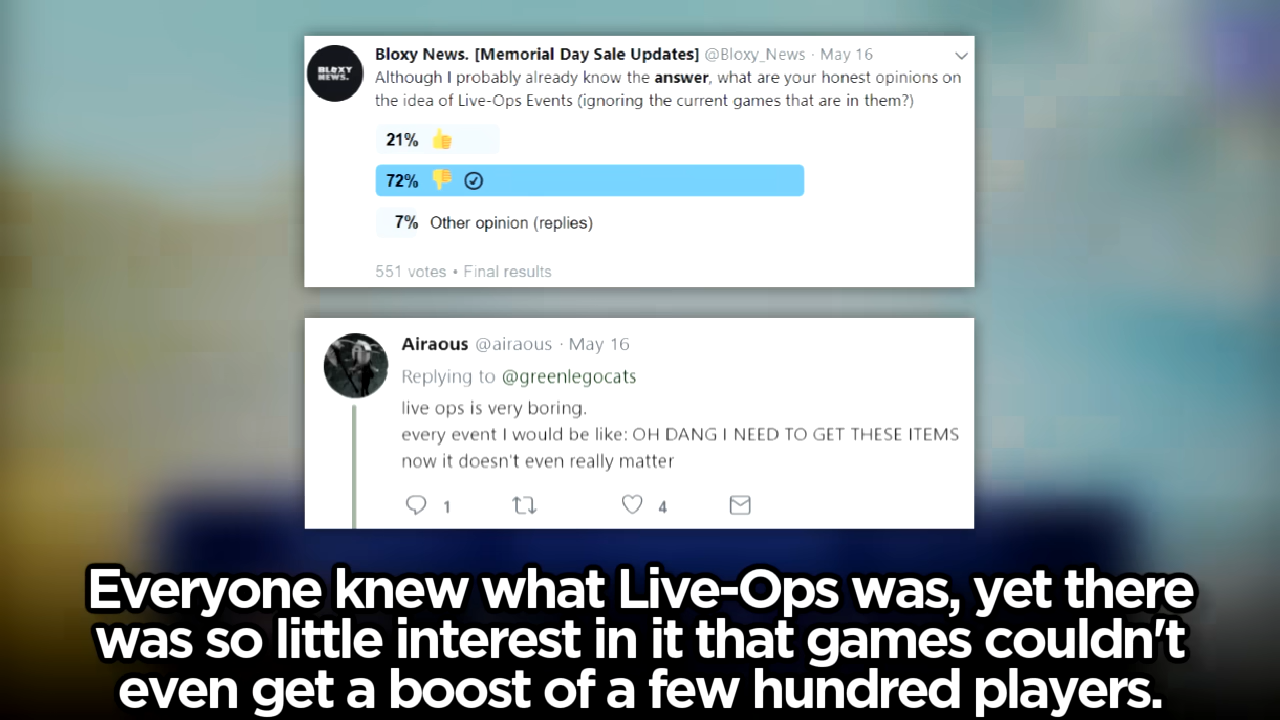 BLOXY
NEWS.
Bloxy News. [Memorial Day Sale Updates] @Bloxy_News · May 16
Although I probably already know the answer, what are your honest opinions on
the idea of Live-Ops Events (ignoring the current games that are in them?)
21% 👍
72% 👎
7% Other opinion (replies)
551 votes • Final results
Airaous @airaous · May 16
Replying to @greenlegocats
live ops is very boring.
every event I would be like: OH DANG I NEED TO GET THESE ITEMS
now it doesn't even really matter
1 4
Everyone knew what Live-Ops was, yet there
was so little interest in it that games couldn't
even get a boost of a few hundred players.